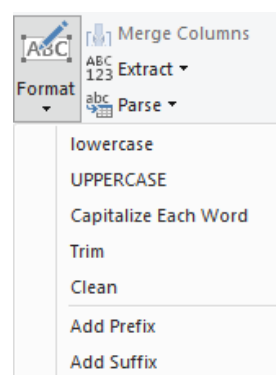 ABC
Format
Merge Columns
ABC
123 Extract
abc Parse
lowercase
UPPERCASE
Capitalize Each Word
Trim
Clean
Add Prefix
Add Suffix